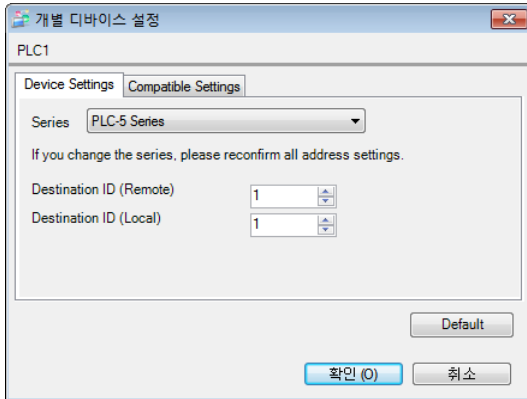 개별 디바이스 설정
PLC1
Device Settings Compatible Settings
Series PLC-5 Series
If you change the series, please reconfirm all address settings.
Destination ID (Remote) 1
Destination ID (Local) 1
Default
확인 (O) 취소